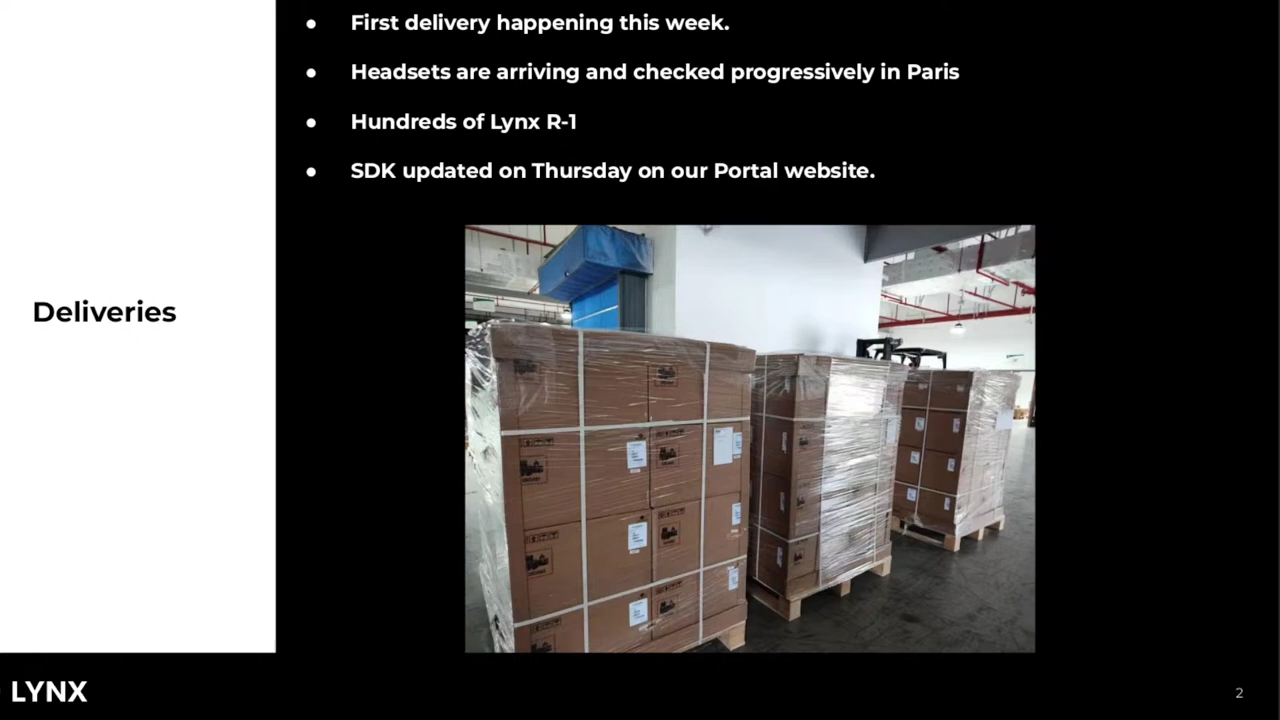 First delivery happening this week.
Headsets are arriving and checked progressively in Paris
Hundreds of Lynx R-1
SDK updated on Thursday on our Portal website.
Deliveries
LYNX
2